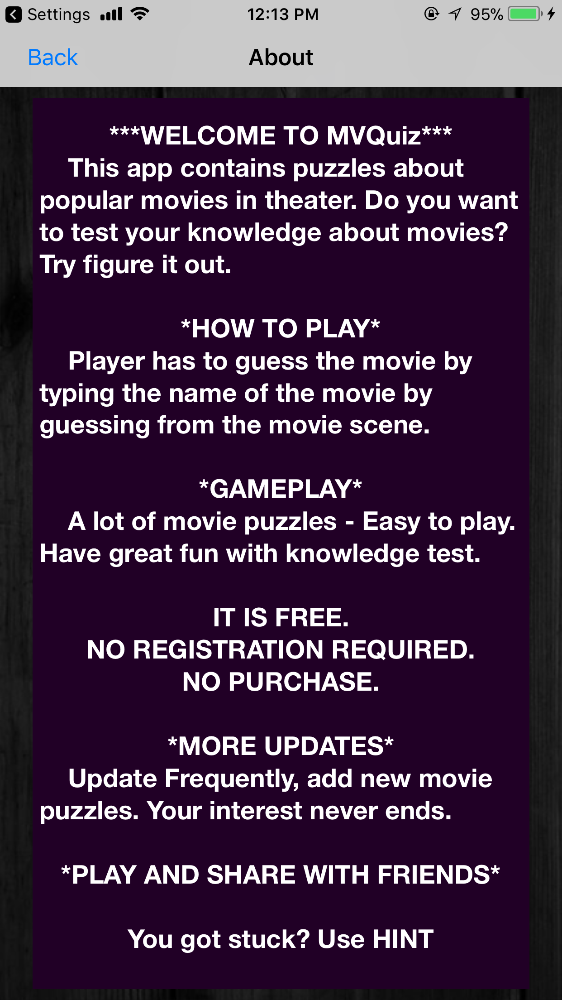 Settings 12:13 PM 95%
Back About
***WELCOME TO MVQuiz***
This app contains puzzles about
popular movies in theater. Do you want
to test your knowledge about movies?
Try figure it out.
*HOW TO PLAY*
Player has to guess the movie by
typing the name of the movie by
guessing from the movie scene.
*GAMEPLAY*
A lot of movie puzzles - Easy to play.
Have great fun with knowledge test.
IT IS FREE.
NO REGISTRATION REQUIRED.
NO PURCHASE.
*MORE UPDATES*
Update Frequently, add new movie
puzzles. Your interest never ends.
*PLAY AND SHARE WITH FRIENDS*
You got stuck? Use HINT